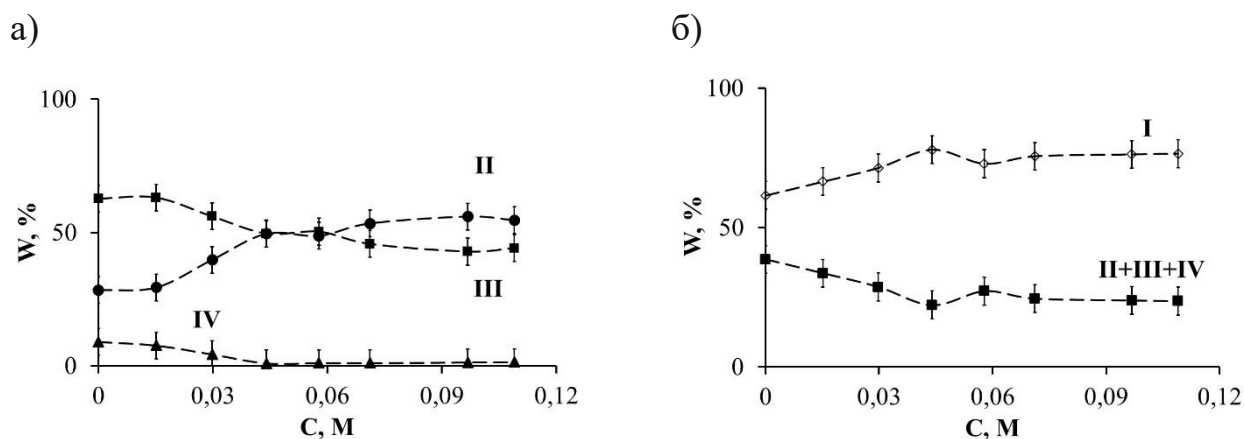 а)
100
50
0
W, %
II
III
IV
0 0,03 0,06 0,09 0,12
C, M
б)
100
50
0
W, %
I
II+III+IV
0 0,03 0,06 0,09 0,12
C, M